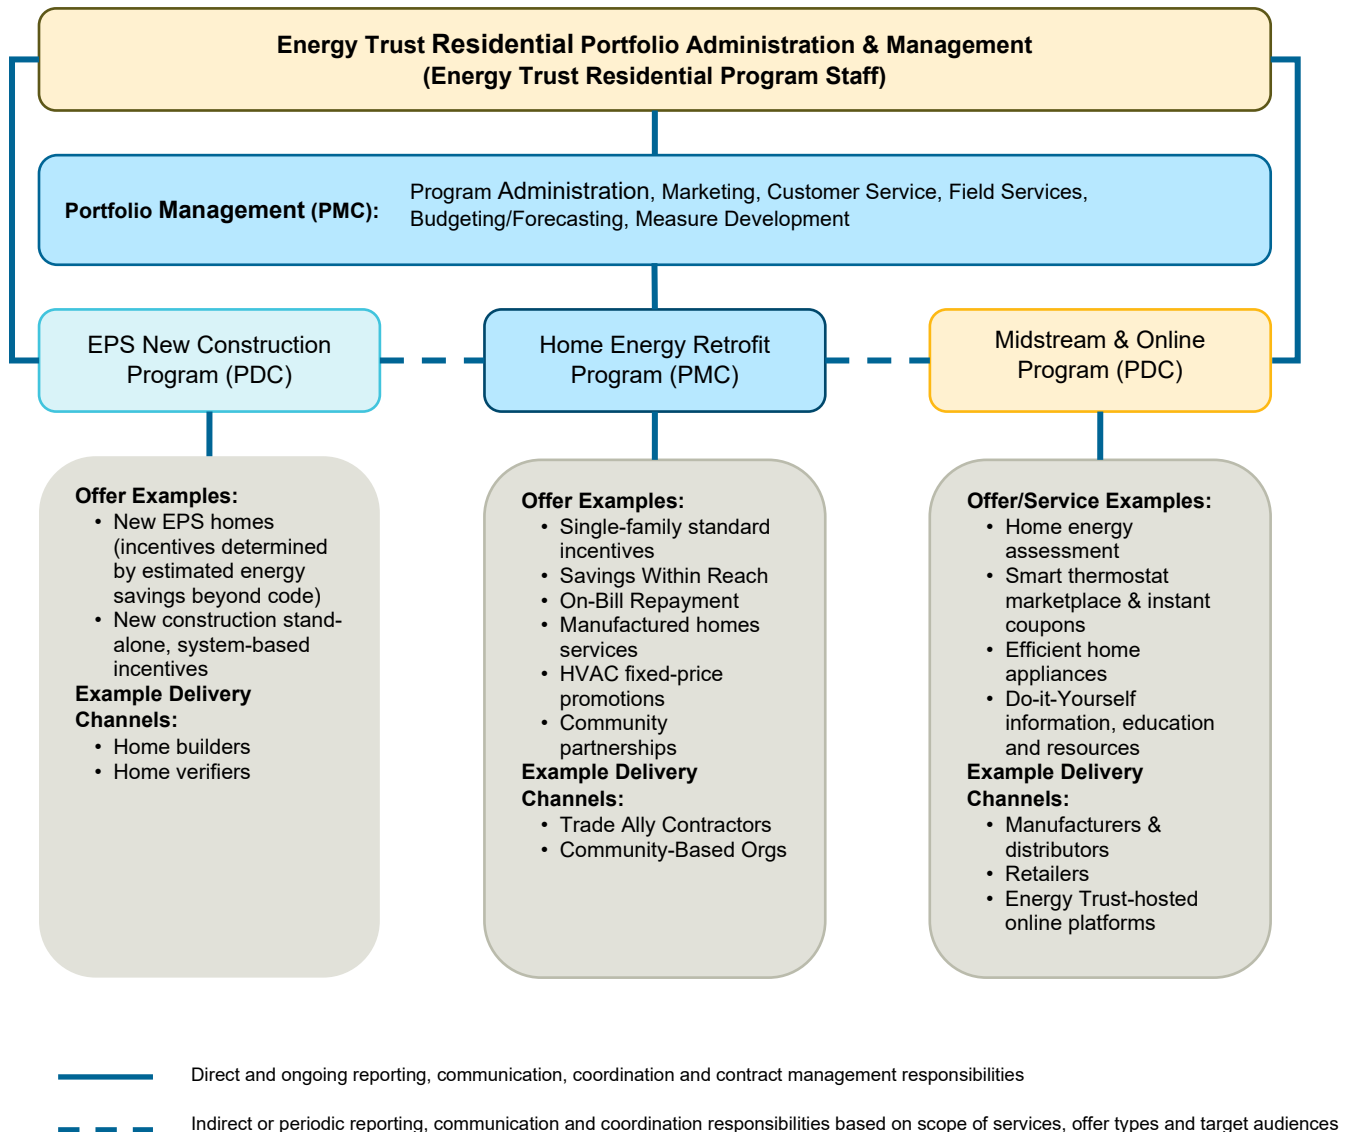 Energy Trust Residential Portfolio Administration & Management
(Energy Trust Residential Program Staff)
Portfolio Management (PMC):
Program Administration, Marketing, Customer Service, Field Services,
Budgeting/Forecasting, Measure Development
EPS New Construction
Program (PDC)
Home Energy Retrofit
Program (PMC)
Midstream & Online
Program (PDC)
Offer Examples:
• New EPS homes
(incentives determined
by estimated energy
savings beyond code)
• New construction stand-
alone, system-based
incentives
Example Delivery
Channels:
• Home builders
• Home verifiers
Offer Examples:
• Single-family standard
incentives
• Savings Within Reach
• On-Bill Repayment
• Manufactured homes
services
• HVAC fixed-price
promotions
• Community
partnerships
Example Delivery
Channels:
• Trade Ally Contractors
• Community-Based Orgs
Offer/Service Examples:
• Home energy
assessment
• Smart thermostat
marketplace & instant
coupons
• Efficient home
appliances
• Do-it-Yourself
information, education
and resources
Example Delivery
Channels:
• Manufacturers &
distributors
• Retailers
• Energy Trust-hosted
online platforms
Direct and ongoing reporting, communication, coordination and contract management responsibilities
Indirect or periodic reporting, communication and coordination responsibilities based on scope of services, offer types and target audiences